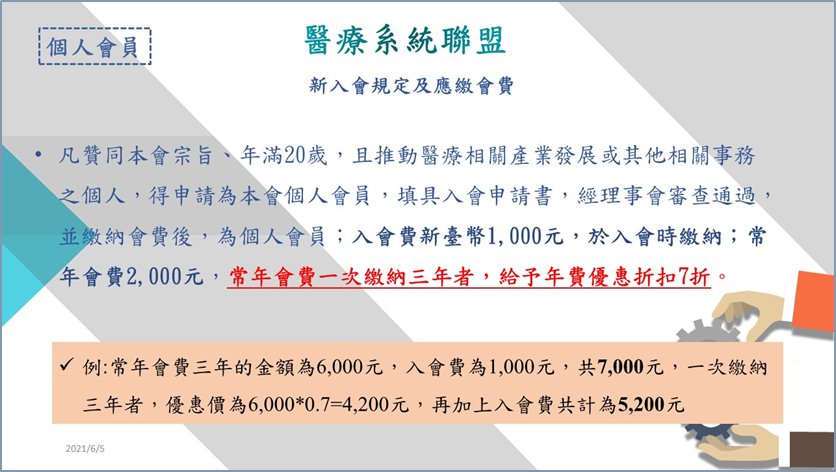 個人會員
醫療系統聯盟
新入會規定及應繳會費
• 凡贊同本會宗旨、年滿20歲，且推動醫療相關產業發展或其他相關事務
之個人，得申請為本會個人會員，填具入會申請書，經理事會審查通過，
並繳納會費後，為個人會員；入會費新臺幣1,000元，於入會時繳納；常
年會費2,000元，常年會費一次繳納三年者，給予年費優惠折扣7折。
✓ 例:常年會費三年的金額為6,000元，入會費為1,000元，共7,000元，一次繳納
三年者，優惠價為6,000*0.7=4,200元，再加上入會費共計為5,200元
2021/6/5